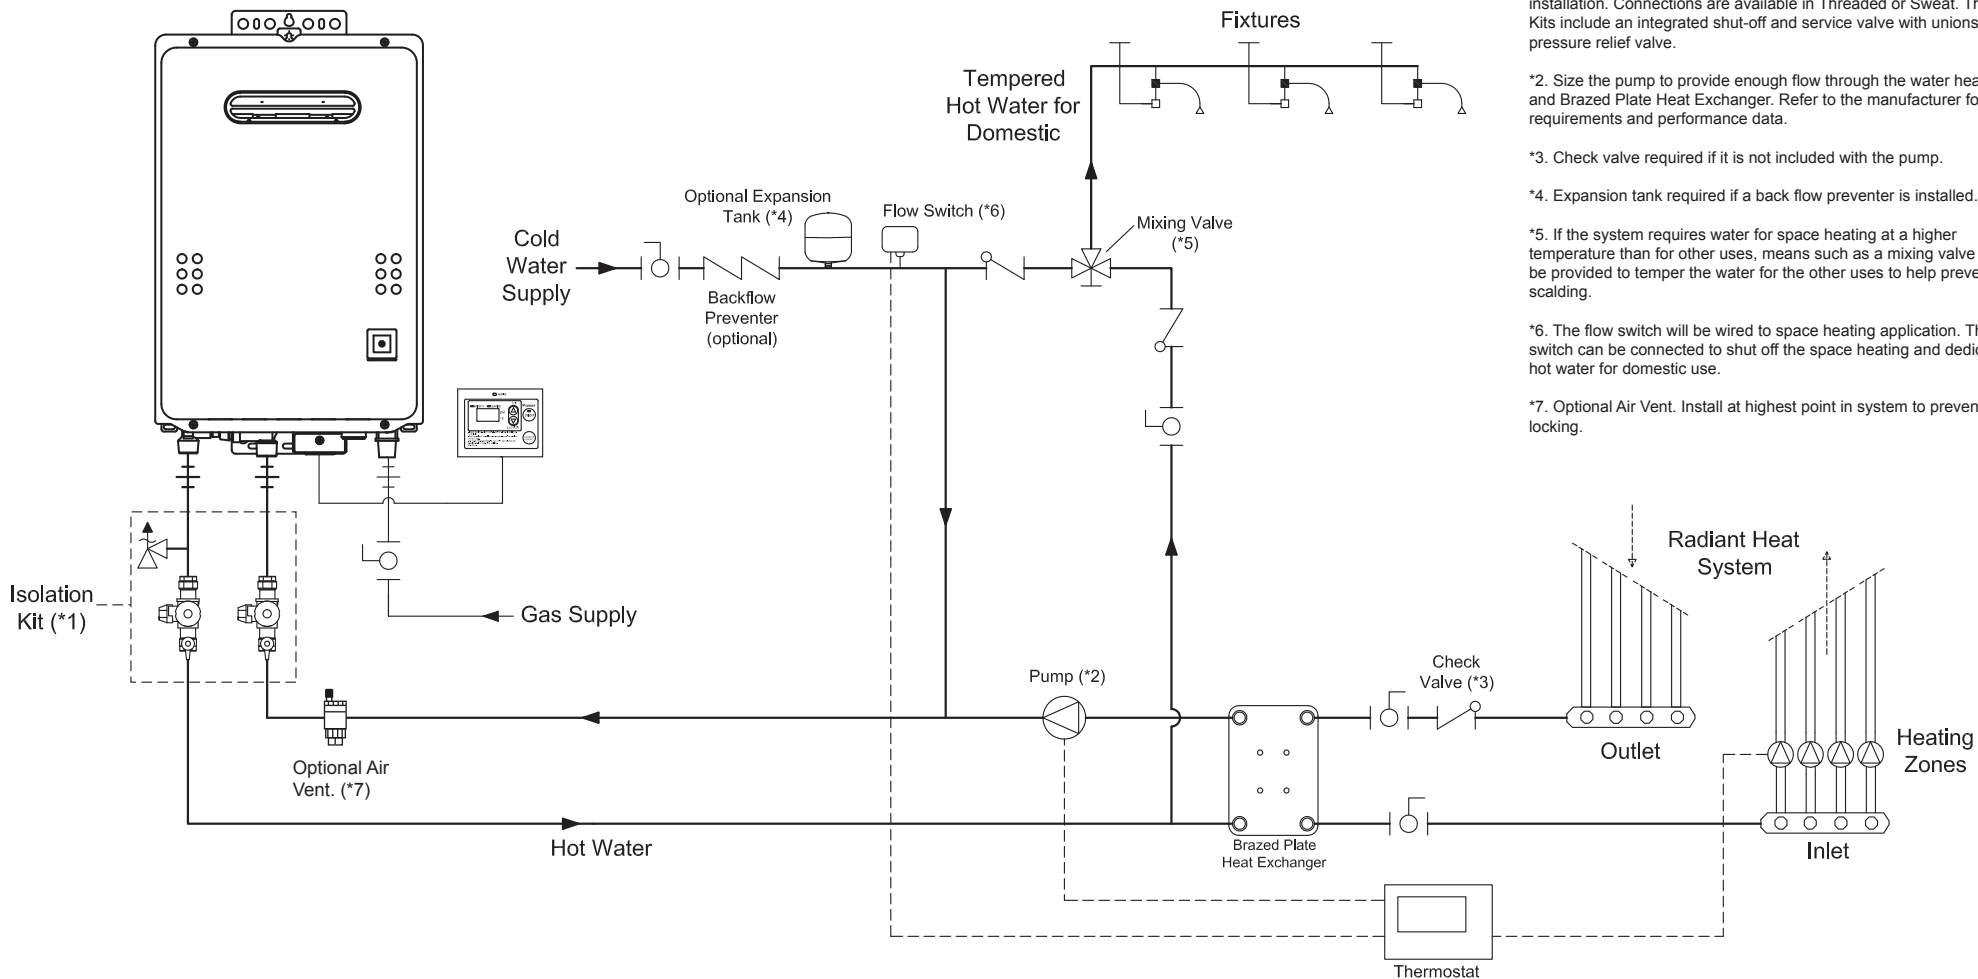 Fixtures
Tempered
Hot Water for
Domestic
Optional Expansion
Tank (*4)
Flow Switch (*6)
Mixing Valve
(*5)
Cold
Water
Supply
Backflow
Preventer
(optional)
installation. Connections are available in Threaded or Sweat.
Kits include an integrated shut-off and service valve with unions
pressure relief valve.
*2. Size the pump to provide enough flow through the water
and Brazed Plate Heat Exchanger. Refer to the manufacturer
requirements and performance data.
*3. Check valve required if it is not included with the pump.
*4. Expansion tank required if a back flow preventer is installed.
*5. If the system requires water for space heating at a higher
temperature than for other uses, means such as a mixing valve
be provided to temper the water for the other uses to help
scalding.
*6. The flow switch will be wired to space heating application.
switch can be connected to shut off the space heating and
hot water for domestic use.
*7. Optional Air Vent. Install at highest point in system to
locking.
Radiant Heat
System
Isolation
Kit (*1)
Gas Supply
Pump (*2)
Check
Valve (*3)
Outlet
Heating
Zones
Optional Air
Vent. (*7)
Hot Water
Brazed Plate
Heat Exchanger
Inlet
Thermostat